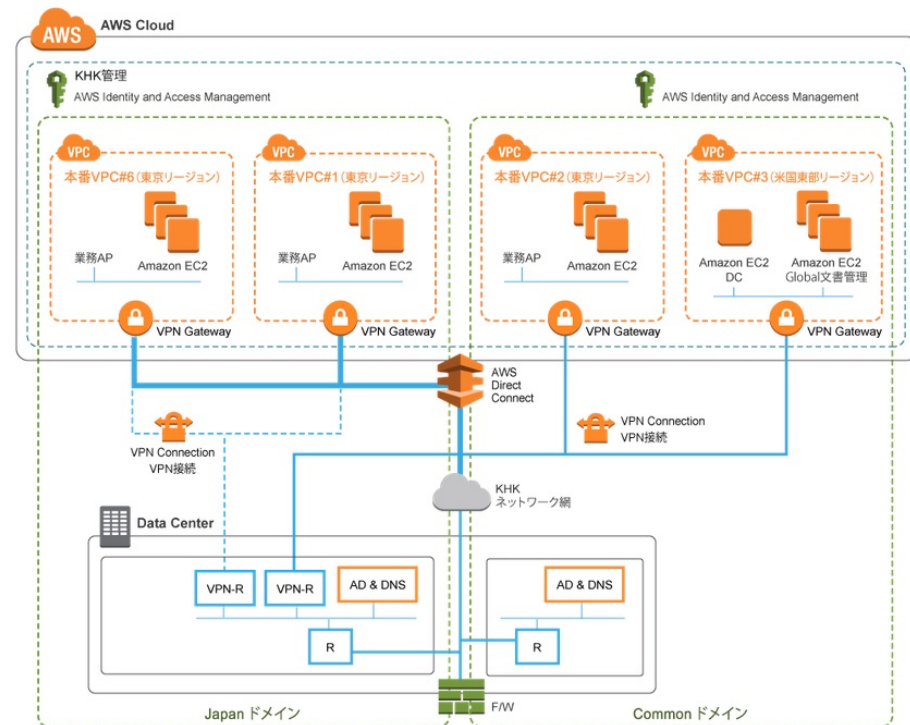 AWS
AWS Cloud
KHK管理
AWS Identity and Access Management
AWS Identity and Access Management
VPC
本番VPC#6（東京リージョン）
業務AP
Amazon EC2
VPN Gateway
VPC
本番VPC#1（東京リージョン）
業務AP
Amazon EC2
VPN Gateway
VPC
本番VPC#2（東京リージョン）
業務AP
Amazon EC2
VPN Gateway
VPC
本番VPC#3（米国東部リージョン）
Amazon EC2
DC
Amazon EC2
Global文書管理
VPN Gateway
AWS
Direct
Connect
VPN Connection
VPN接続
VPN Connection
VPN接続
KHK
ネットワーク網
Data Center
VPN-R
VPN-R
AD & DNS
R
AD & DNS
R
F/W
Japan ドメイン
Common ドメイン